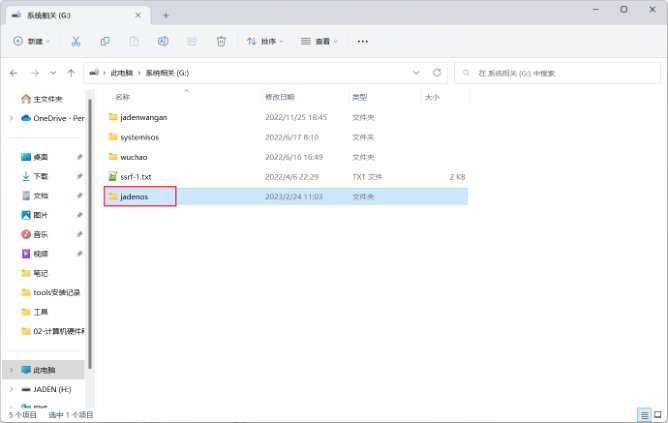 系统相关 (G:)
新建
排序
查看
此电脑 › 系统相关 (G:)
在 系统相关 (G:) 中搜索
名称 修改日期 类型 大小
主文件夹
OneDrive - Per
桌面
下载
文档
图片
音乐
视频
笔记
tools安装记录
工具
02-计算机硬件和
此电脑
JADEN (H:)
jadenwangan 2022/11/25 18:45 文件夹
systemisos 2022/6/17 8:10 文件夹
wuchao 2022/6/16 16:49 文件夹
ssrf-1.txt 2022/4/6 22:29 TXT 文件 2 KB
jadenos 2023/2/24 11:03 文件夹
5 个项目 选中 1 个项目